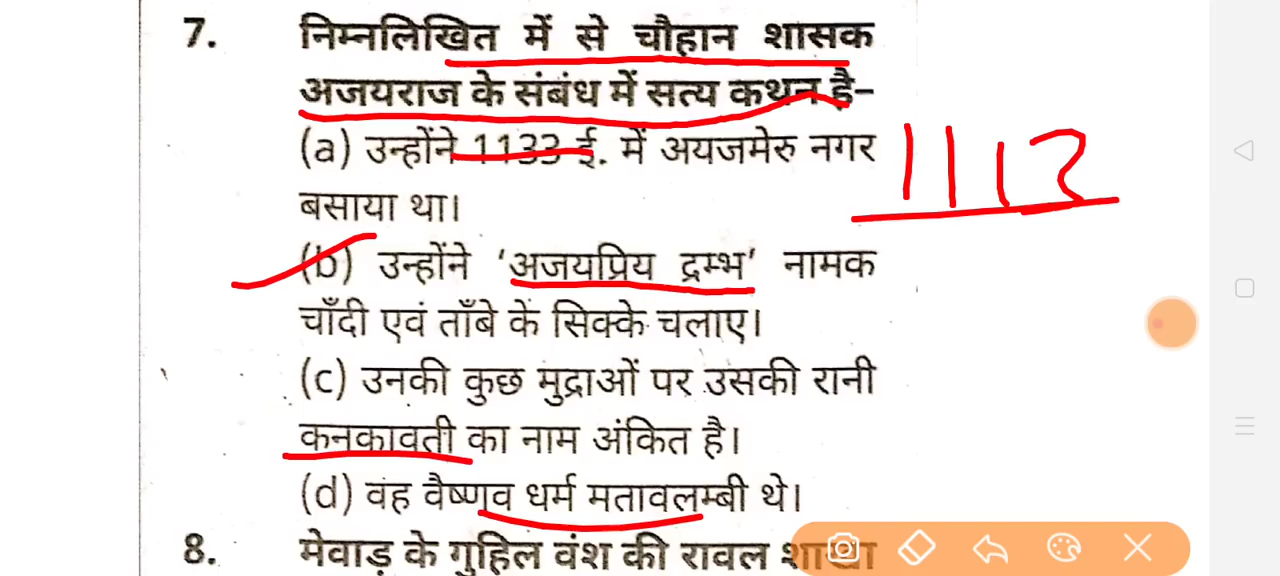 7. निम्नलिखित में से चौहान शासक
अजयराज के संबंध में सत्य कथन है–
(a) उन्होंने 1133 ई. में अयजमेरु नगर
1113
बसाया था।
(b) उन्होंने 'अजयप्रिय द्रम्भ' नामक
चाँदी एवं ताँबे के सिक्के चलाए।
(c) उनकी कुछ मुद्राओं पर उसकी रानी
कनकावती का नाम अंकित है।
(d) वह वैष्णव धर्म मतावलम्बी थे।
8. मेवाड़ के गुहिल वंश की रावल शाखा